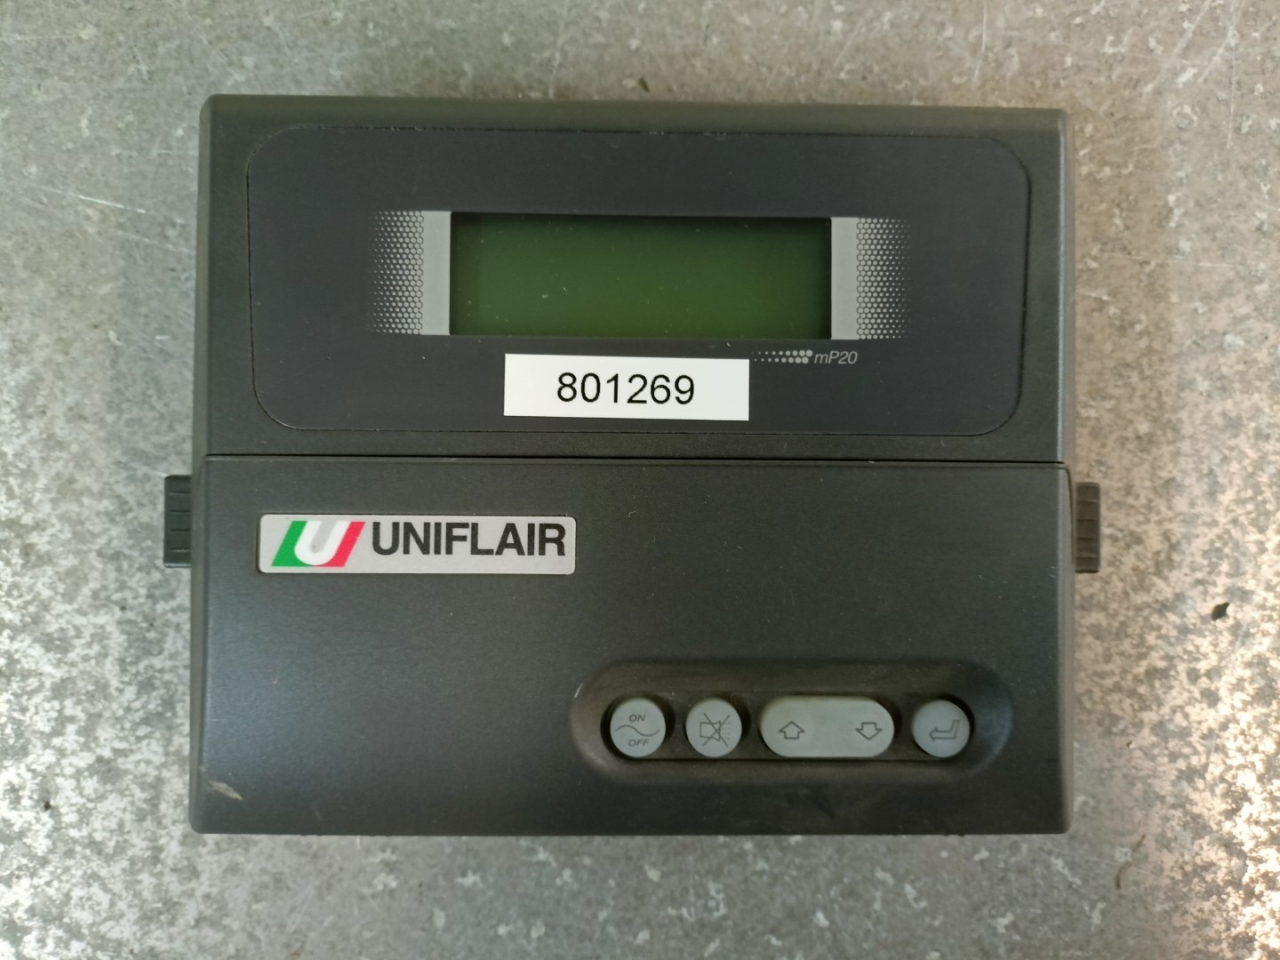 mP20
801269
UNIFLAIR
ON
OFF